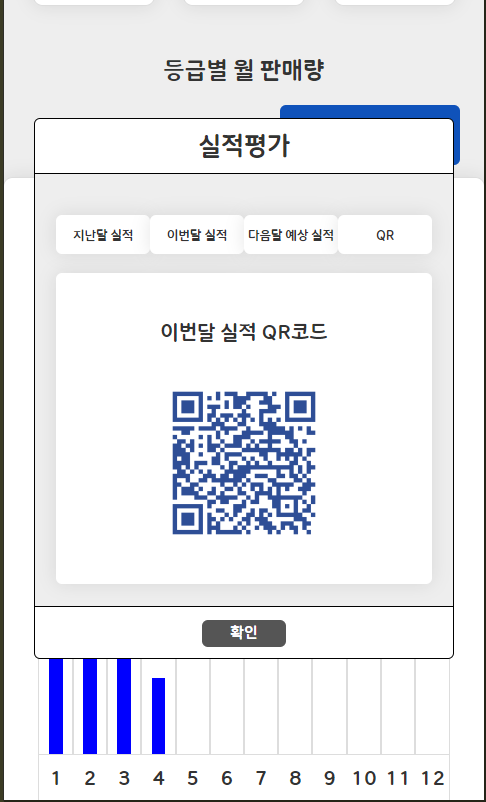 등급별 월 판매량
실적평가
지난달 실적 이번달 실적 다음달 예상 실적 QR
이번달 실적 QR코드
확인
1 2 3 4 5 6 7 8 9 10 11 12